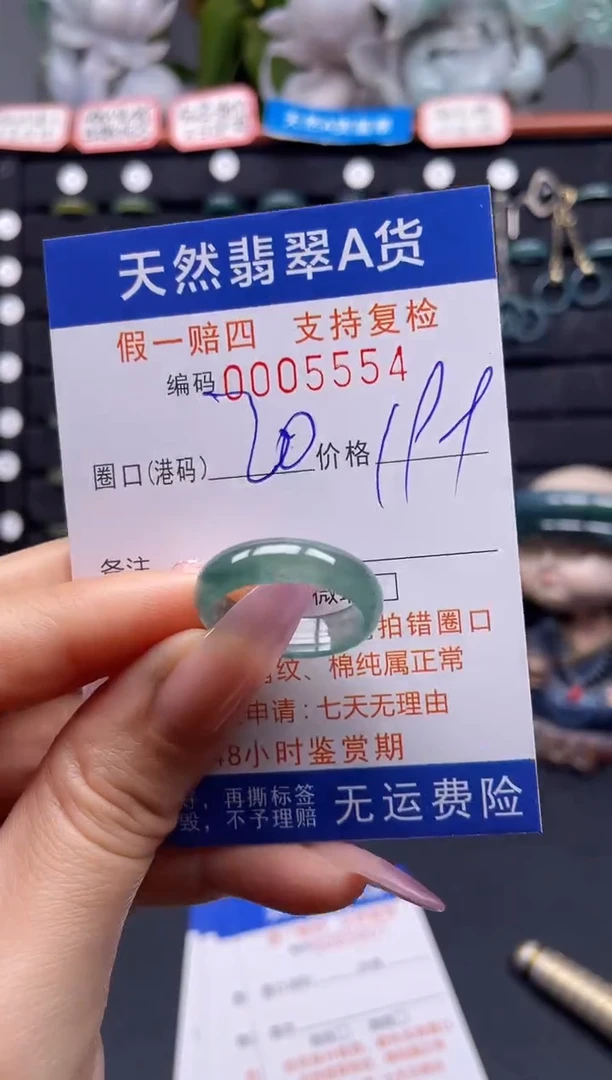 天然翡翠A货
假一赔四 支持复检
编码0005554
圈口(港码) 20 价格
备注
微
拍错圈口
纹、棉纯属正常
申请:七天无理由
48小时鉴赏期
，再撕标签
毁，不予理赔
无运费险